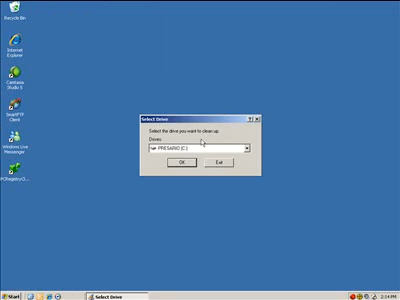 Recycle Bin
Internet
Explorer
Camtasia
Studio 5
SmartFTP
Client
Windows Live
Messenger
PCRegistryCl...
Select Drive
Select the drive you want to clean up.
Drives:
PRESARIO (C:)
OK
Exit
Start
Select Drive
2:14 PM